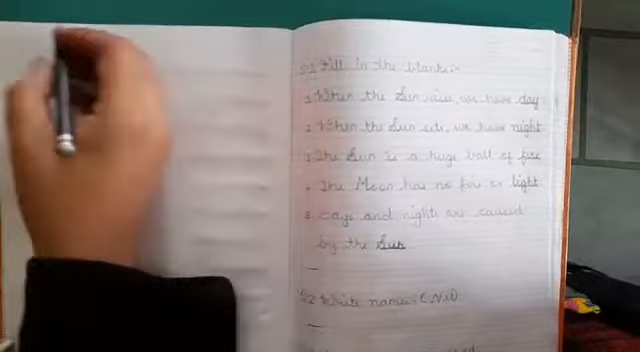 Q1 Fill in the blanks:-
1 When the Sun rises, we have day
2 When the Sun sets, we have night
3 The Sun is a huge ball of fire
4 The Moon has no fire or light
5 Days and nights are caused
by the Sun
Q2 Write names (N.W)